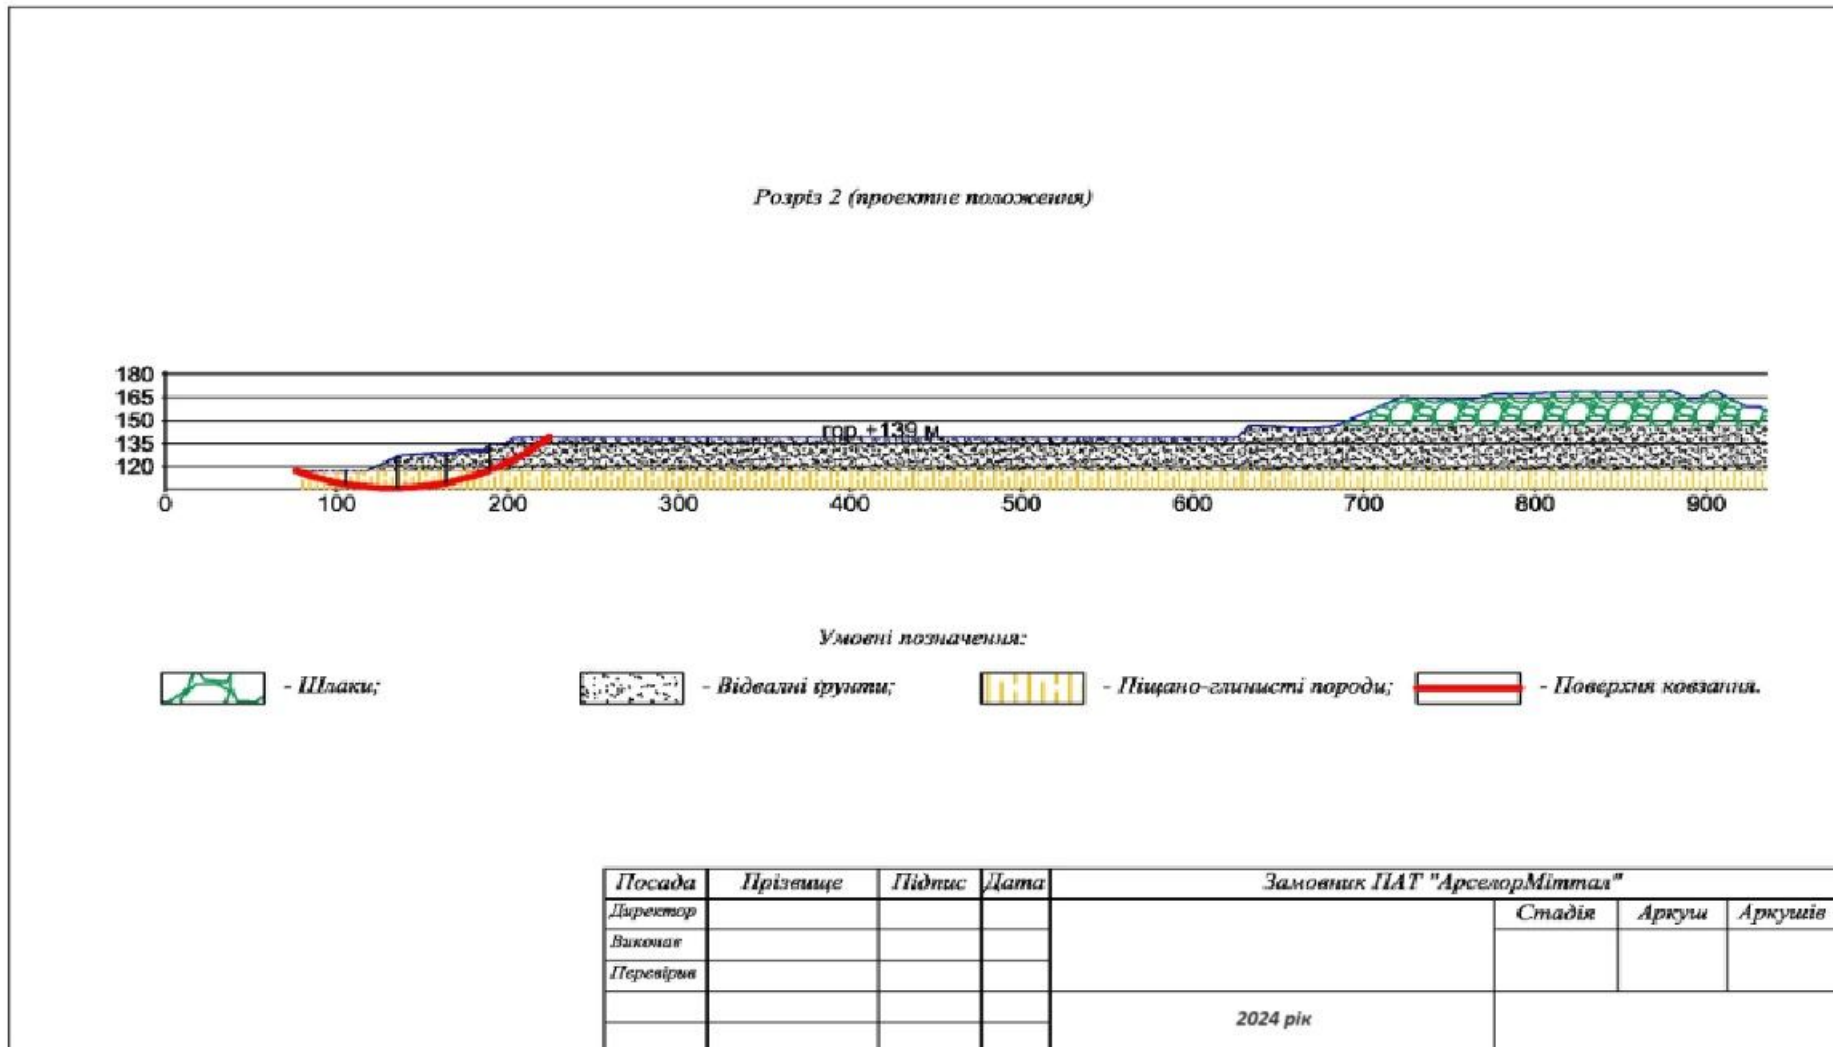 Розріз 2 (проектне положення)
180
165
150
135
120
гор. +139 м
0 100 200 300 400 500 600 700 800 900
Умовні позначення:
- Шлаки; - Відвальні ґрунти; - Піщано-глинисті породи; - Поверхня ковзання.
Посада Прізвище Підпис Дата Замовник ПАТ "АрселорМіттал"
Директор Стадія Аркуш Аркушів
Виконав
Перевірив
2024 рік